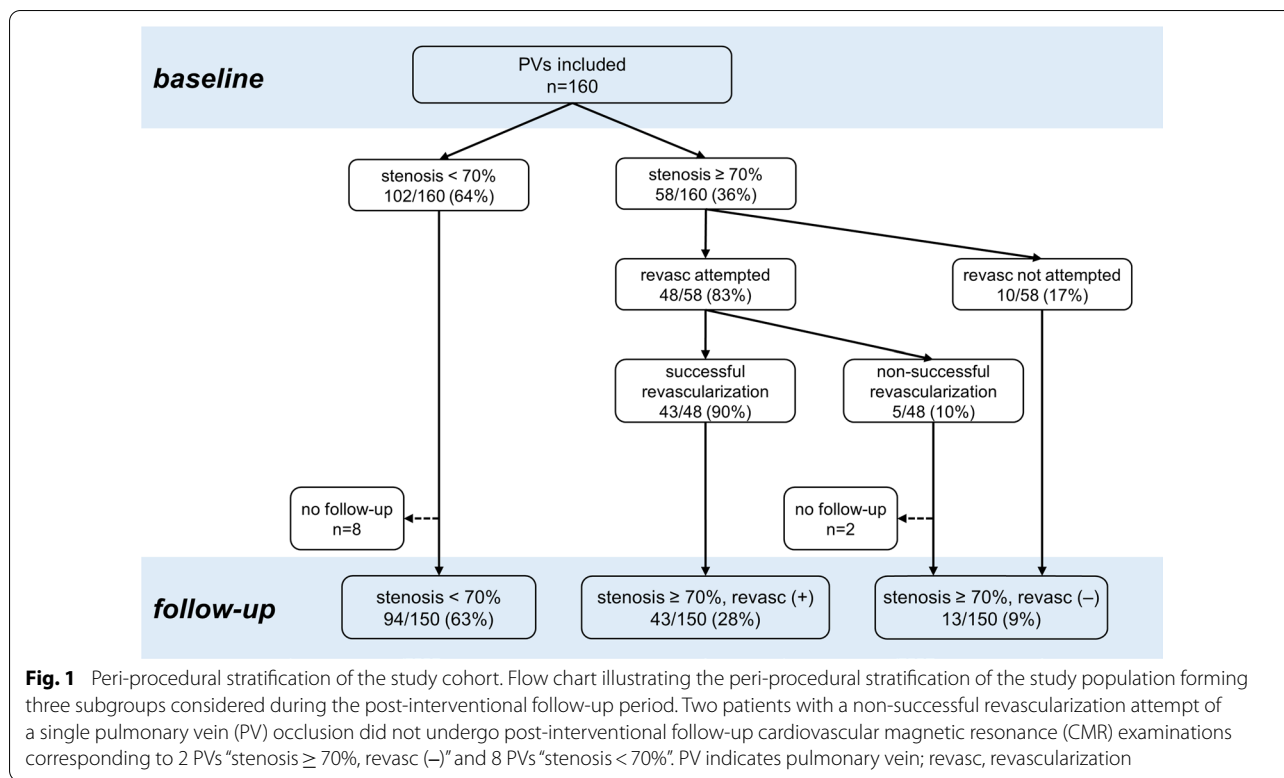 baseline
PVs included
n=160
stenosis < 70%
102/160 (64%)
stenosis ≥ 70%
58/160 (36%)
revasc attempted
48/58 (83%)
revasc not attempted
10/58 (17%)
successful
revascularization
43/48 (90%)
non-successful
revascularization
5/48 (10%)
no follow-up
n=8
no follow-up
n=2
follow-up
stenosis < 70%
94/150 (63%)
stenosis ≥ 70%, revasc (+)
43/150 (28%)
stenosis ≥ 70%, revasc (–)
13/150 (9%)
Fig. 1 Peri-procedural stratification of the study cohort. Flow chart illustrating the peri-procedural stratification of the study population forming
three subgroups considered during the post-interventional follow-up period. Two patients with a non-successful revascularization attempt of
a single pulmonary vein (PV) occlusion did not undergo post-interventional follow-up cardiovascular magnetic resonance (CMR) examinations
corresponding to 2 PVs “stenosis ≥ 70%, revasc (–)” and 8 PVs “stenosis < 70%”. PV indicates pulmonary vein; revasc, revascularization